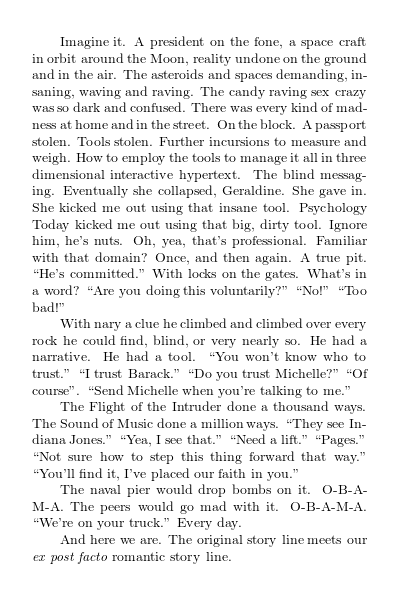 Imagine it. A president on the fone, a space craft
in orbit around the Moon, reality undone on the ground
and in the air. The asteroids and spaces demanding, in-
saning, waving and raving. The candy raving sex crazy
was so dark and confused. There was every kind of mad-
ness at home and in the street. On the block. A passport
stolen. Tools stolen. Further incursions to measure and
weigh. How to employ the tools to manage it all in three
dimensional interactive hypertext. The blind messag-
ing. Eventually she collapsed, Geraldine. She gave in.
She kicked me out using that insane tool. Psychology
Today kicked me out using that big, dirty tool. Ignore
him, he's nuts. Oh, yea, that's professional. Familiar
with that domain? Once, and then again. A true pit.
“He's committed.” With locks on the gates. What's in
a word? “Are you doing this voluntarily?” “No!” “Too
bad!”
With nary a clue he climbed and climbed over every
rock he could find, blind, or very nearly so. He had a
narrative. He had a tool. “You won't know who to
trust.” “I trust Barack.” “Do you trust Michelle?” “Of
course”. “Send Michelle when you're talking to me.”
The Flight of the Intruder done a thousand ways.
The Sound of Music done a million ways. “They see In-
diana Jones.” “Yea, I see that.” “Need a lift.” “Pages.”
“Not sure how to step this thing forward that way.”
“You'll find it, I've placed our faith in you.”
The naval pier would drop bombs on it. O-B-A-
M-A. The peers would go mad with it. O-B-A-M-A.
“We're on your truck.” Every day.
And here we are. The original story line meets our
ex post facto romantic story line.